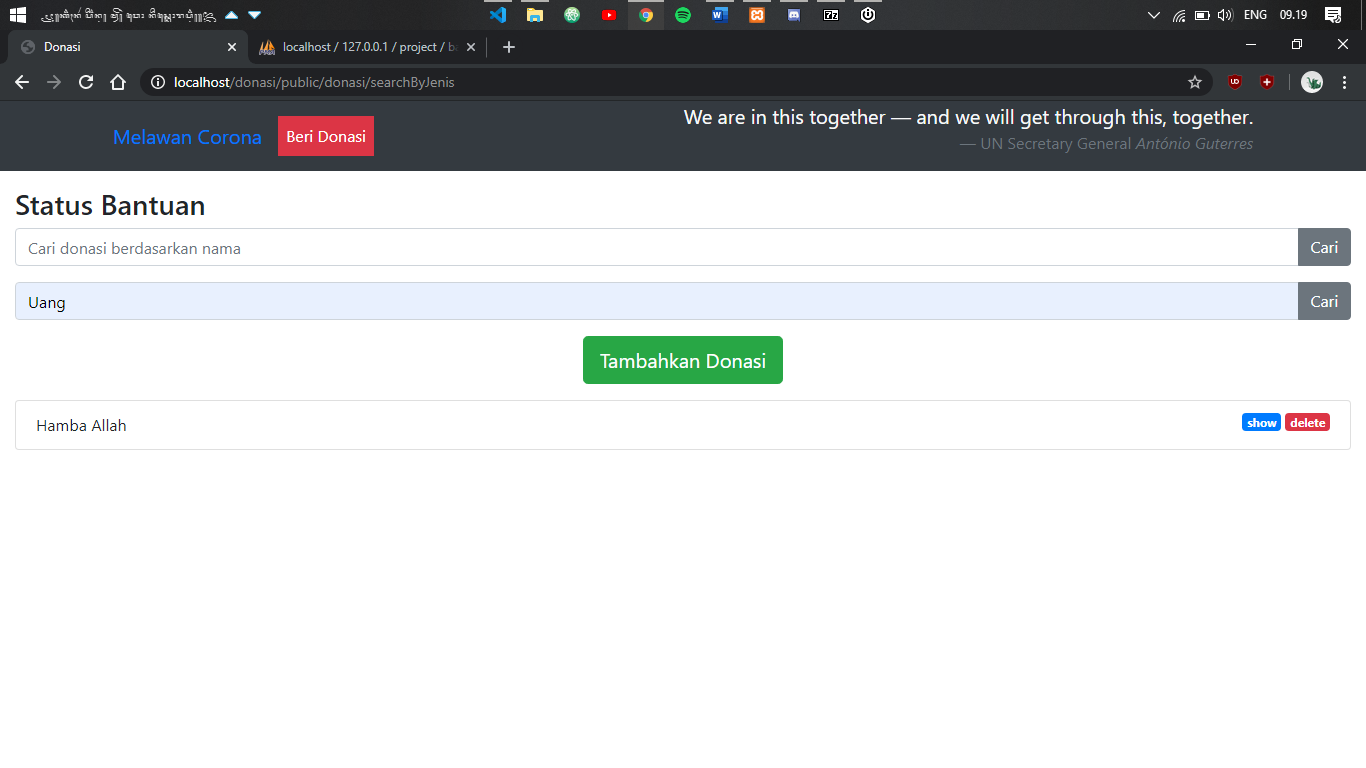 ENG 09.19
Donasi
localhost / 127.0.0.1 / project / ba
localhost/donasi/public/donasi/searchByJenis
Melawan Corona
Beri Donasi
We are in this together — and we will get through this, together.
— UN Secretary General António Guterres
Status Bantuan
Cari donasi berdasarkan nama
Cari
Uang
Cari
Tambahkan Donasi
Hamba Allah
show delete